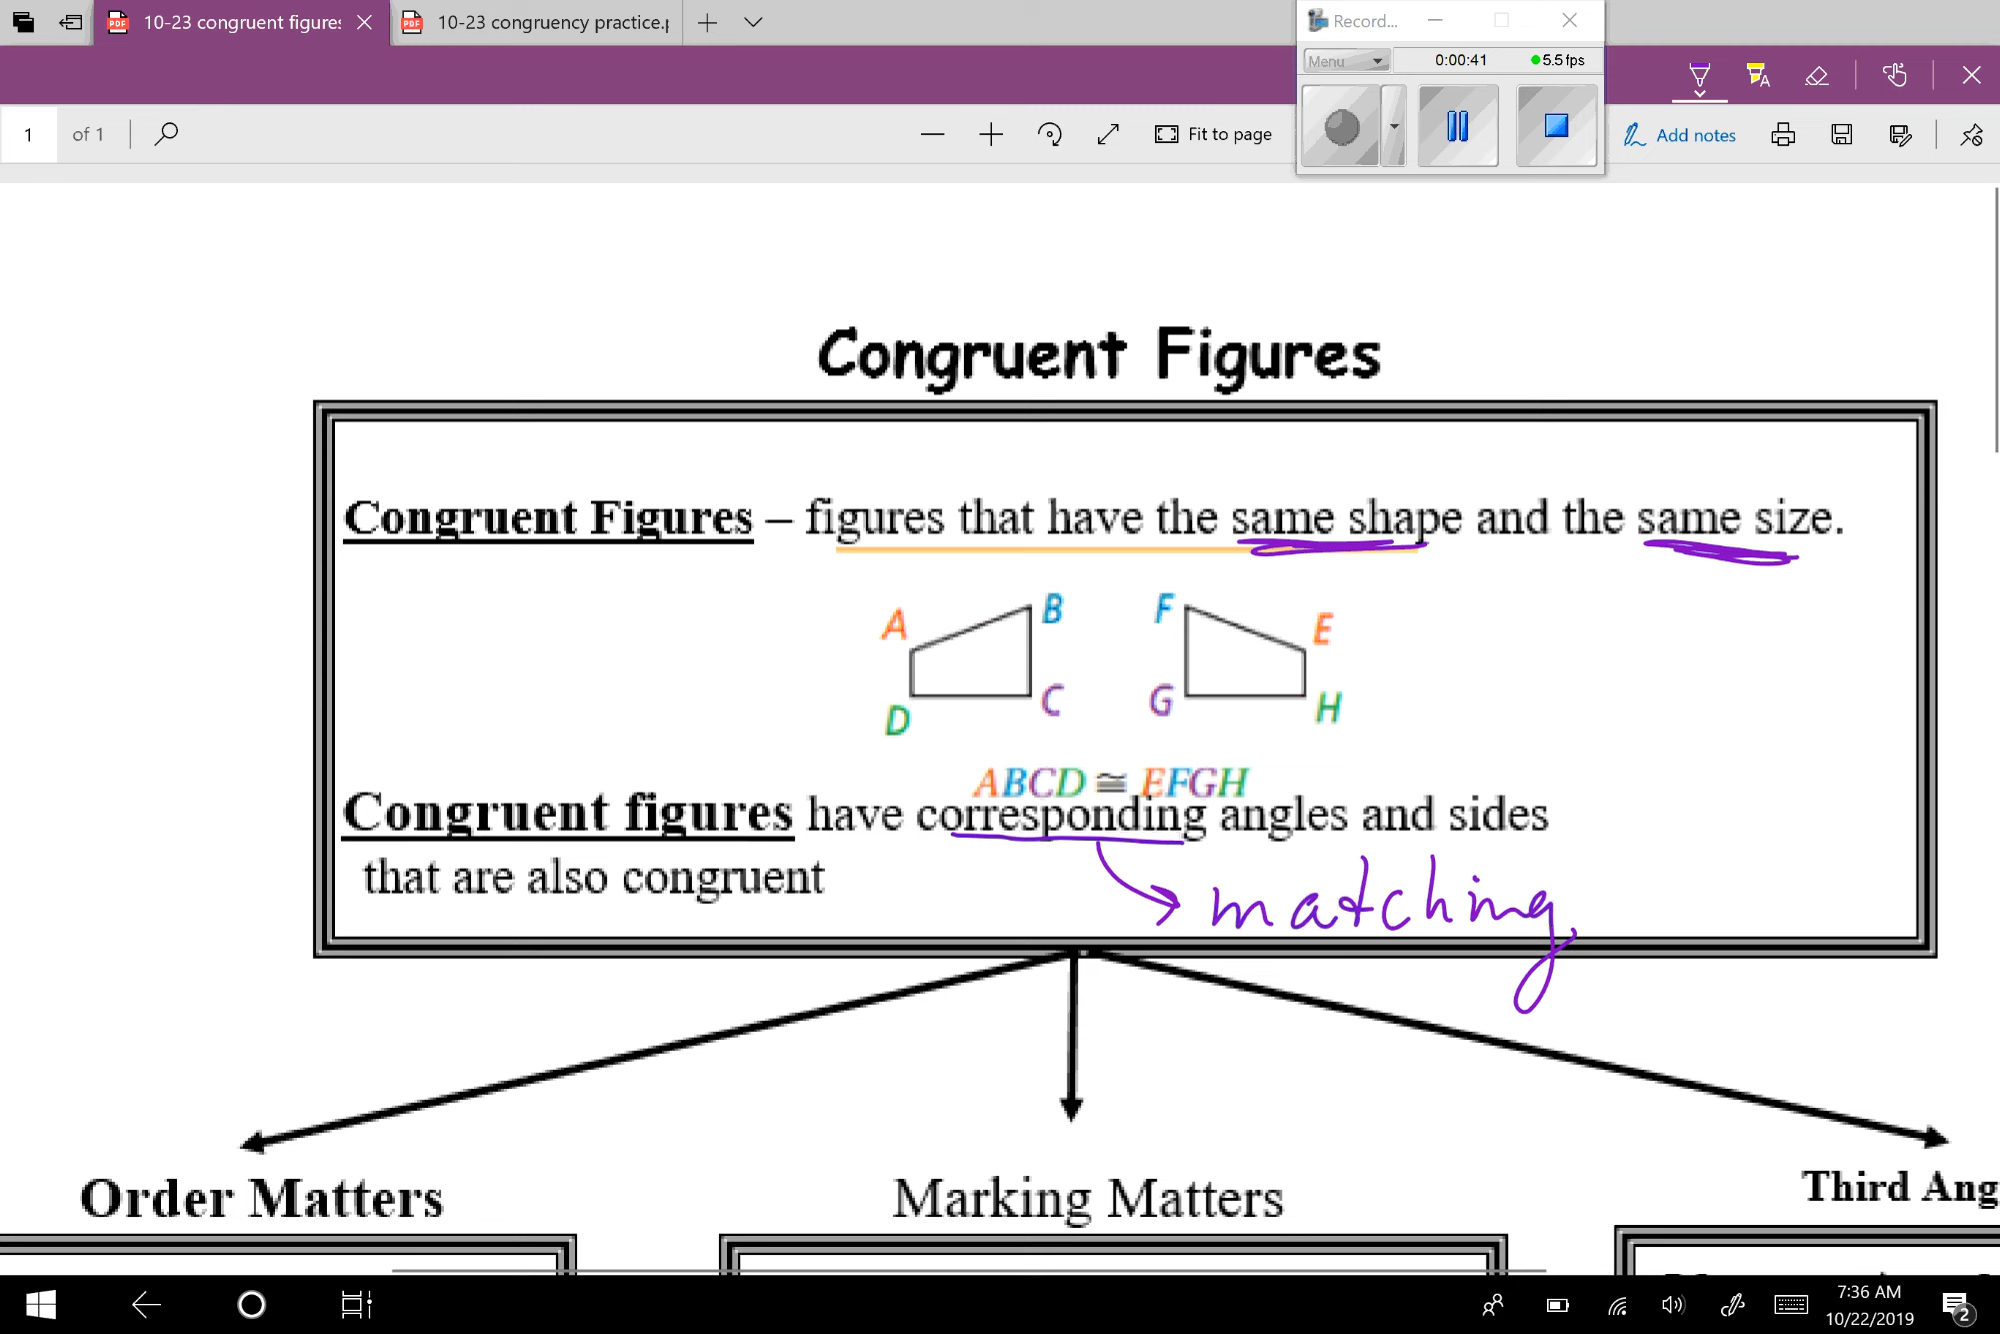 10-23 congruent figures
10-23 congruency practice.p
Record...
Menu
0:00:41
5.5 fps
1
of 1
Fit to page
Add notes
Congruent Figures
Congruent Figures – figures that have the same shape and the same size.
A B F E
D C G H
ABCD ≅ EFGH
Congruent figures have corresponding angles and sides
that are also congruent
matching
Order Matters
Marking Matters
Third Ang
7:36 AM
10/22/2019
2